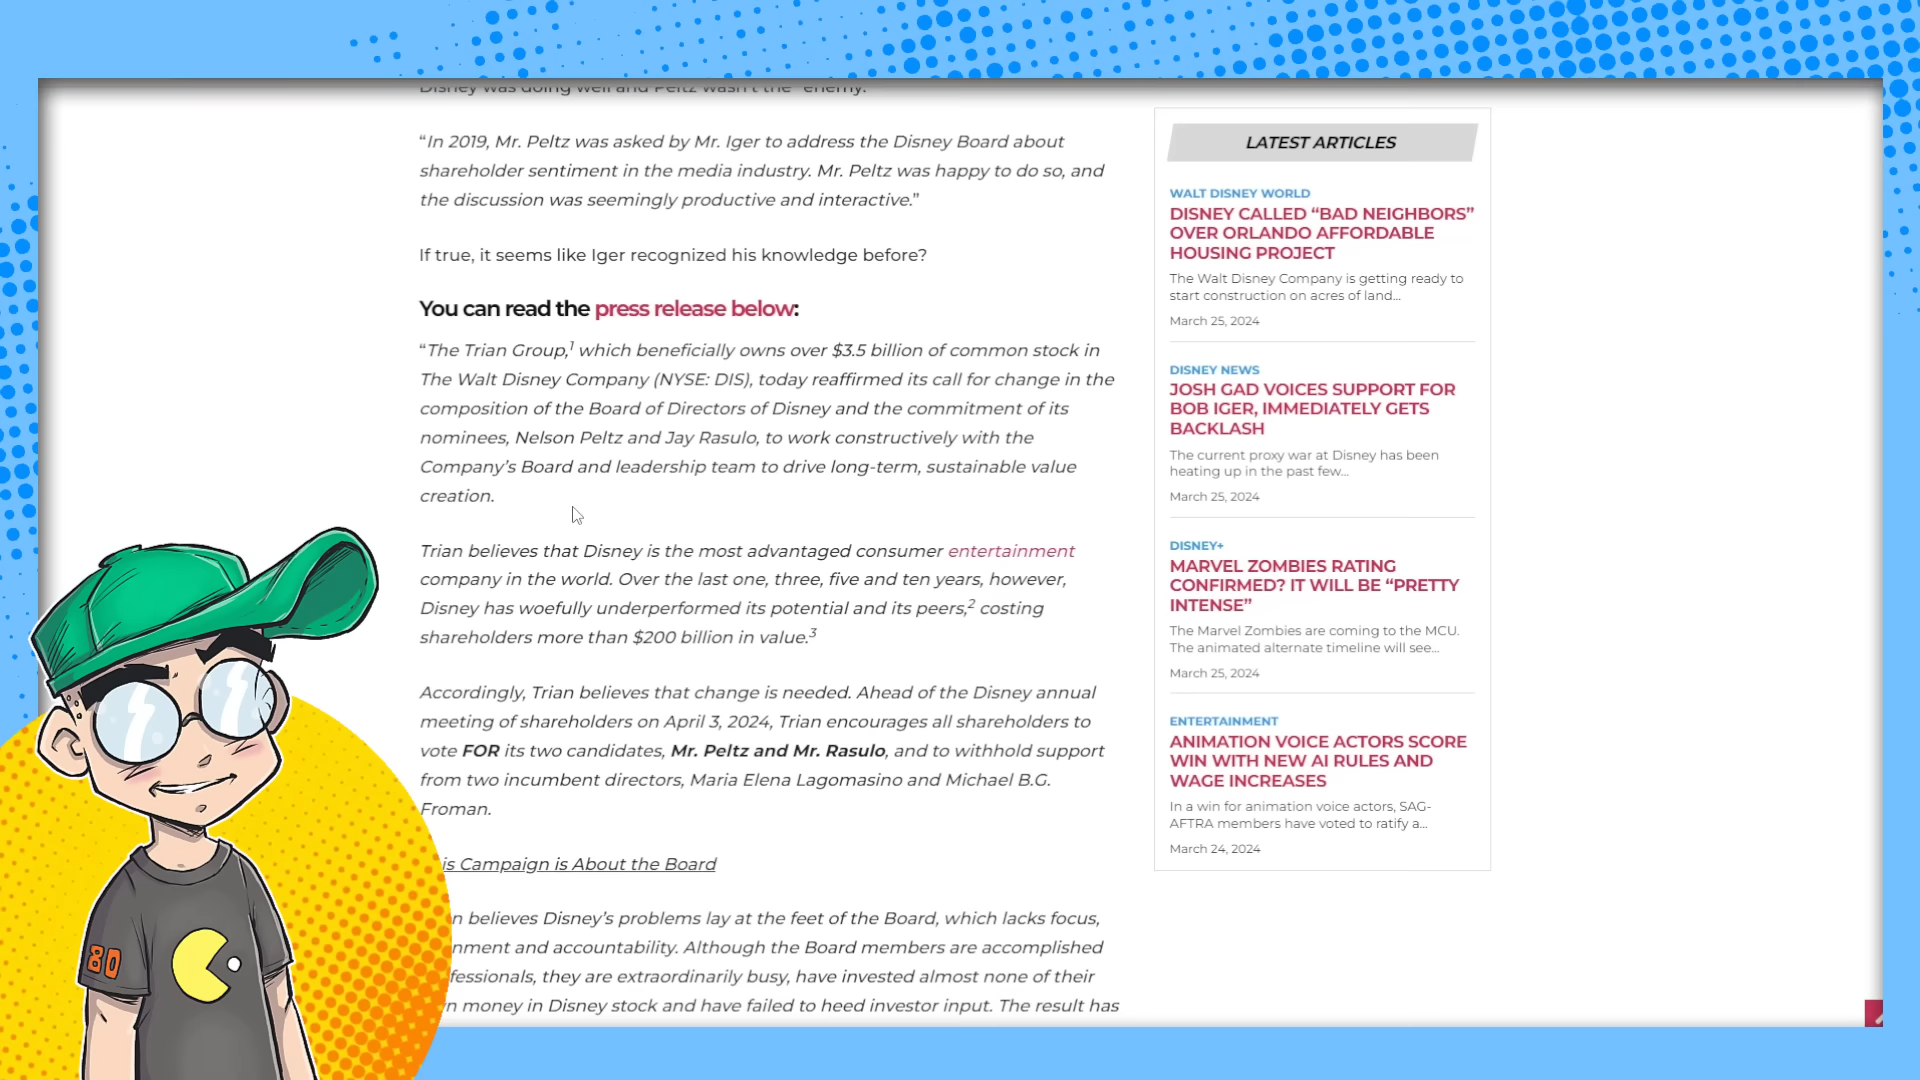 Disney was doing well and Peltz wasn't the "enemy."
“In 2019, Mr. Peltz was asked by Mr. Iger to address the Disney Board about
shareholder sentiment in the media industry. Mr. Peltz was happy to do so, and
the discussion was seemingly productive and interactive.”
If true, it seems like Iger recognized his knowledge before?
You can read the press release below:
“The Trian Group,1 which beneficially owns over $3.5 billion of common stock in
The Walt Disney Company (NYSE: DIS), today reaffirmed its call for change in the
composition of the Board of Directors of Disney and the commitment of its
nominees, Nelson Peltz and Jay Rasulo, to work constructively with the
Company’s Board and leadership team to drive long-term, sustainable value
creation.
Trian believes that Disney is the most advantaged consumer entertainment
company in the world. Over the last one, three, five and ten years, however,
Disney has woefully underperformed its potential and its peers,2 costing
shareholders more than $200 billion in value.3
Accordingly, Trian believes that change is needed. Ahead of the Disney annual
meeting of shareholders on April 3, 2024, Trian encourages all shareholders to
vote FOR its two candidates, Mr. Peltz and Mr. Rasulo, and to withhold support
from two incumbent directors, Maria Elena Lagomasino and Michael B.G.
Froman.
is Campaign is About the Board
n believes Disney’s problems lay at the feet of the Board, which lacks focus,
nment and accountability. Although the Board members are accomplished
fessionals, they are extraordinarily busy, have invested almost none of their
n money in Disney stock and have failed to heed investor input. The result has
LATEST ARTICLES
WALT DISNEY WORLD
DISNEY CALLED “BAD NEIGHBORS”
OVER ORLANDO AFFORDABLE
HOUSING PROJECT
The Walt Disney Company is getting ready to
start construction on acres of land...
March 25, 2024
DISNEY NEWS
JOSH GAD VOICES SUPPORT FOR
BOB IGER, IMMEDIATELY GETS
BACKLASH
The current proxy war at Disney has been
heating up in the past few...
March 25, 2024
DISNEY+
MARVEL ZOMBIES RATING
CONFIRMED? IT WILL BE “PRETTY
INTENSE”
The Marvel Zombies are coming to the MCU.
The animated alternate timeline will see...
March 25, 2024
ENTERTAINMENT
ANIMATION VOICE ACTORS SCORE
WIN WITH NEW AI RULES AND
WAGE INCREASES
In a win for animation voice actors, SAG-
AFTRA members have voted to ratify a...
March 24, 2024
80